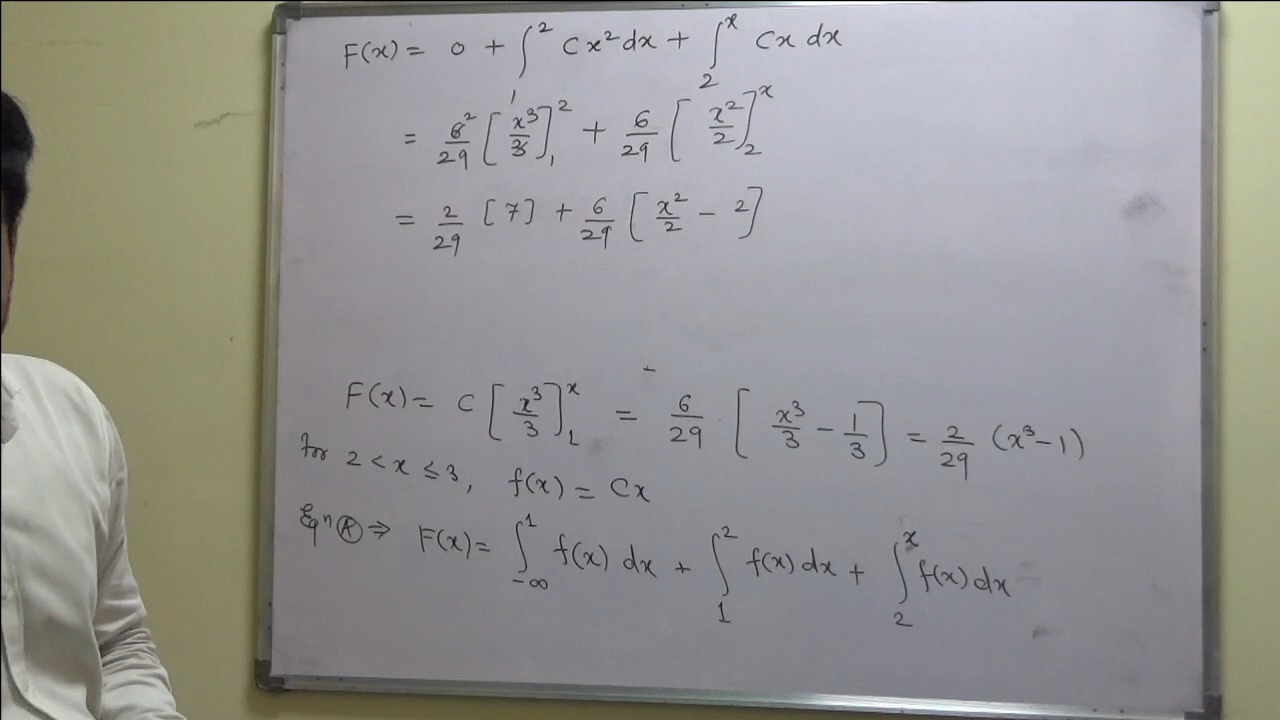 F(x) = 0 + ∫₁² Cx² dx + ∫₂ˣ Cx dx
= 6̸²/29 [x³/3̸]₁² + 6/29 [x²/2]₂ˣ
= 2/29 [7] + 6/29 [x²/2 - 2]
F(x) = C [x³/3]₁ˣ = 6/29 [x³/3 - 1/3] = 2/29 (x³-1)
for 2 < x ≤ 3, f(x) = Cx
Eqⁿ Ⓐ ⇒ F(x) = ∫₋∞¹ f(x) dx + ∫₁² f(x) dx + ∫₂ˣ f(x) dx